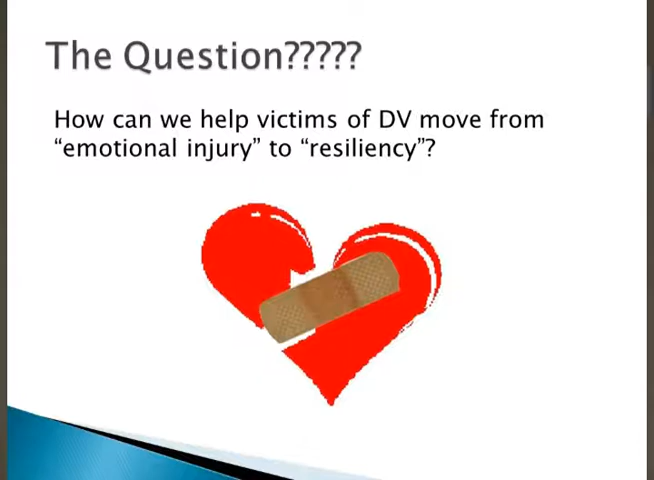 The Question?????
How can we help victims of DV move from
“emotional injury” to “resiliency”?